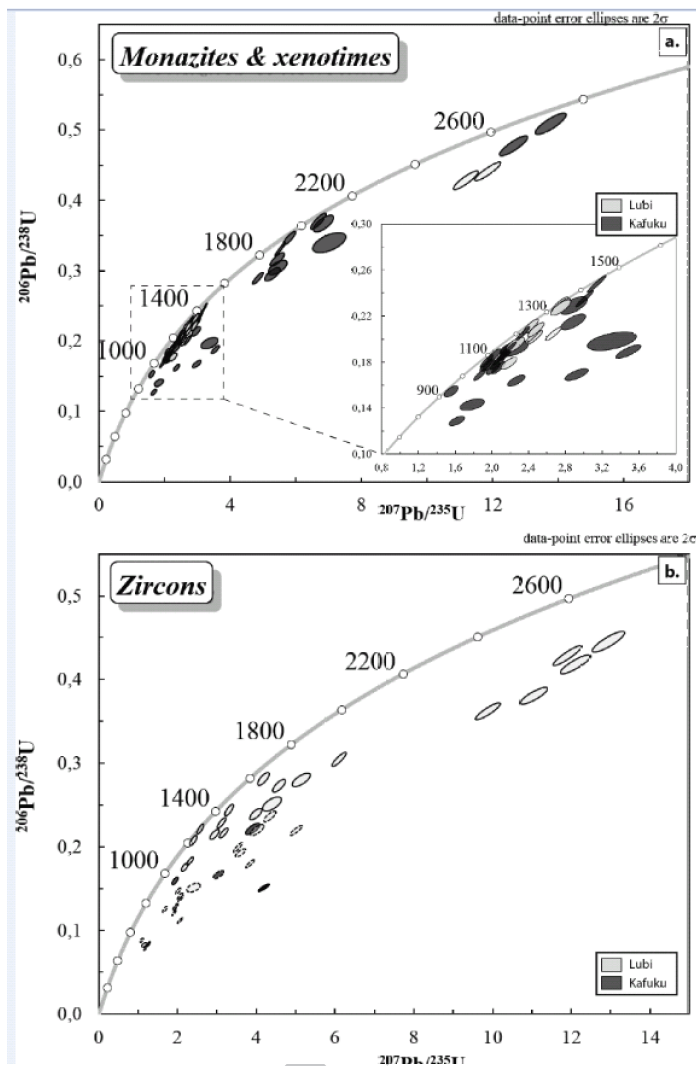 data-point error ellipses are 2σ
a.
Monazites & xenotimes
0,6
0,5
0,4
0,3
0,2
0,1
0,0
206Pb/238U
1000
1400
1800
2200
2600
Lubi
Kafuku
0,30
0,26
0,22
0,18
0,14
0,10
900
1100
1300
1500
0,8 1,2 1,6 2,0 2,4 2,8 3,2 3,6 4,0
0 4 8 12 16
207Pb/235U
data-point error ellipses are 2σ
b.
Zircons
0,5
0,4
0,3
0,2
0,1
0,0
206Pb/238U
1000
1400
1800
2200
2600
Lubi
Kafuku
0 2 4 6 8 10 12 14
207Pb/235U